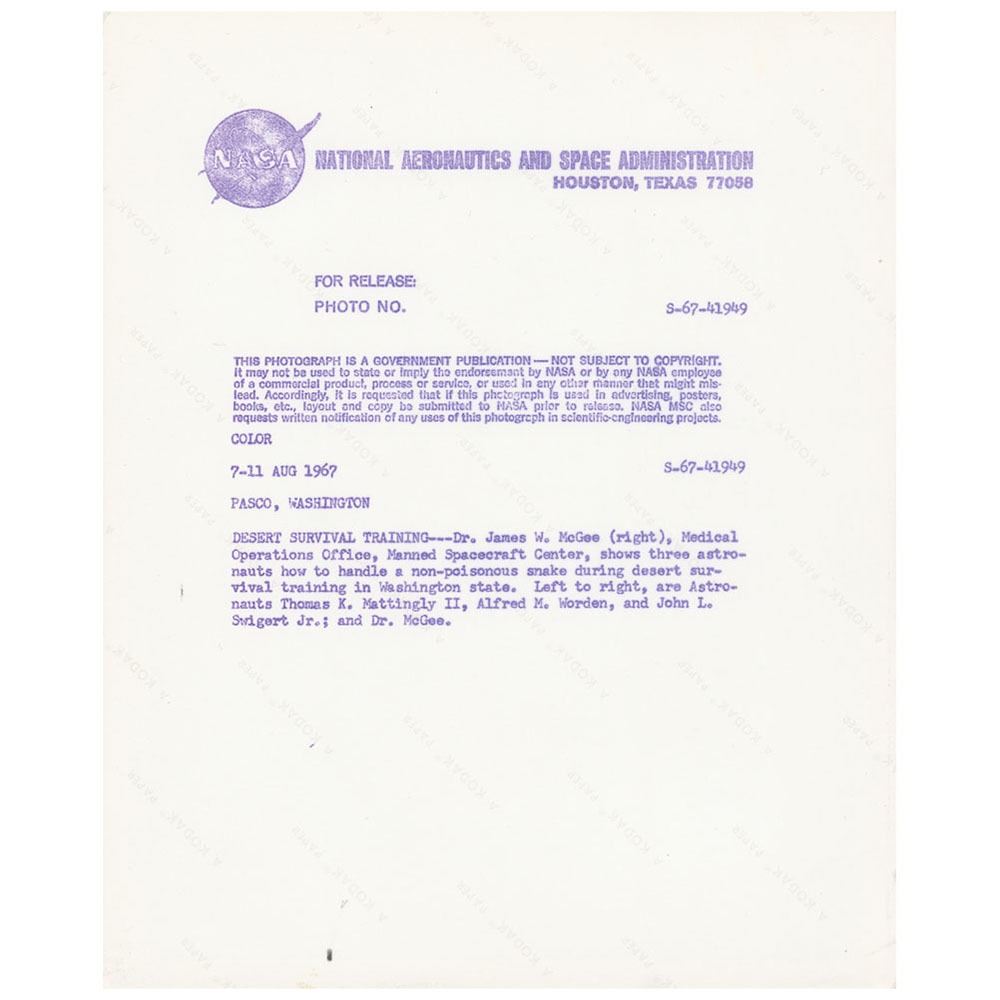 NASA
NATIONAL AERONAUTICS AND SPACE ADMINISTRATION
HOUSTON, TEXAS 77058
FOR RELEASE:
PHOTO NO. S-67-41949
THIS PHOTOGRAPH IS A GOVERNMENT PUBLICATION — NOT SUBJECT TO COPYRIGHT.
It may not be used to state or imply the endorsement by NASA or by any NASA employee
of a commercial product, process or service, or used in any other manner that might mis-
lead. Accordingly, it is requested that if this photograph is used in advertising, posters,
books, etc., layout and copy be submitted to NASA prior to release. NASA MSC also
requests written notification of any uses of this photograph in scientific-engineering projects.
COLOR
7-11 AUG 1967 S-67-41949
PASCO, WASHINGTON
DESERT SURVIVAL TRAINING---Dr. James W. McGee (right), Medical
Operations Office, Manned Spacecraft Center, shows three astro-
nauts how to handle a non-poisonous snake during desert sur-
vival training in Washington state. Left to right, are Astro-
nauts Thomas K. Mattingly II, Alfred M. Worden, and John L.
Swigert Jr.; and Dr. McGee.